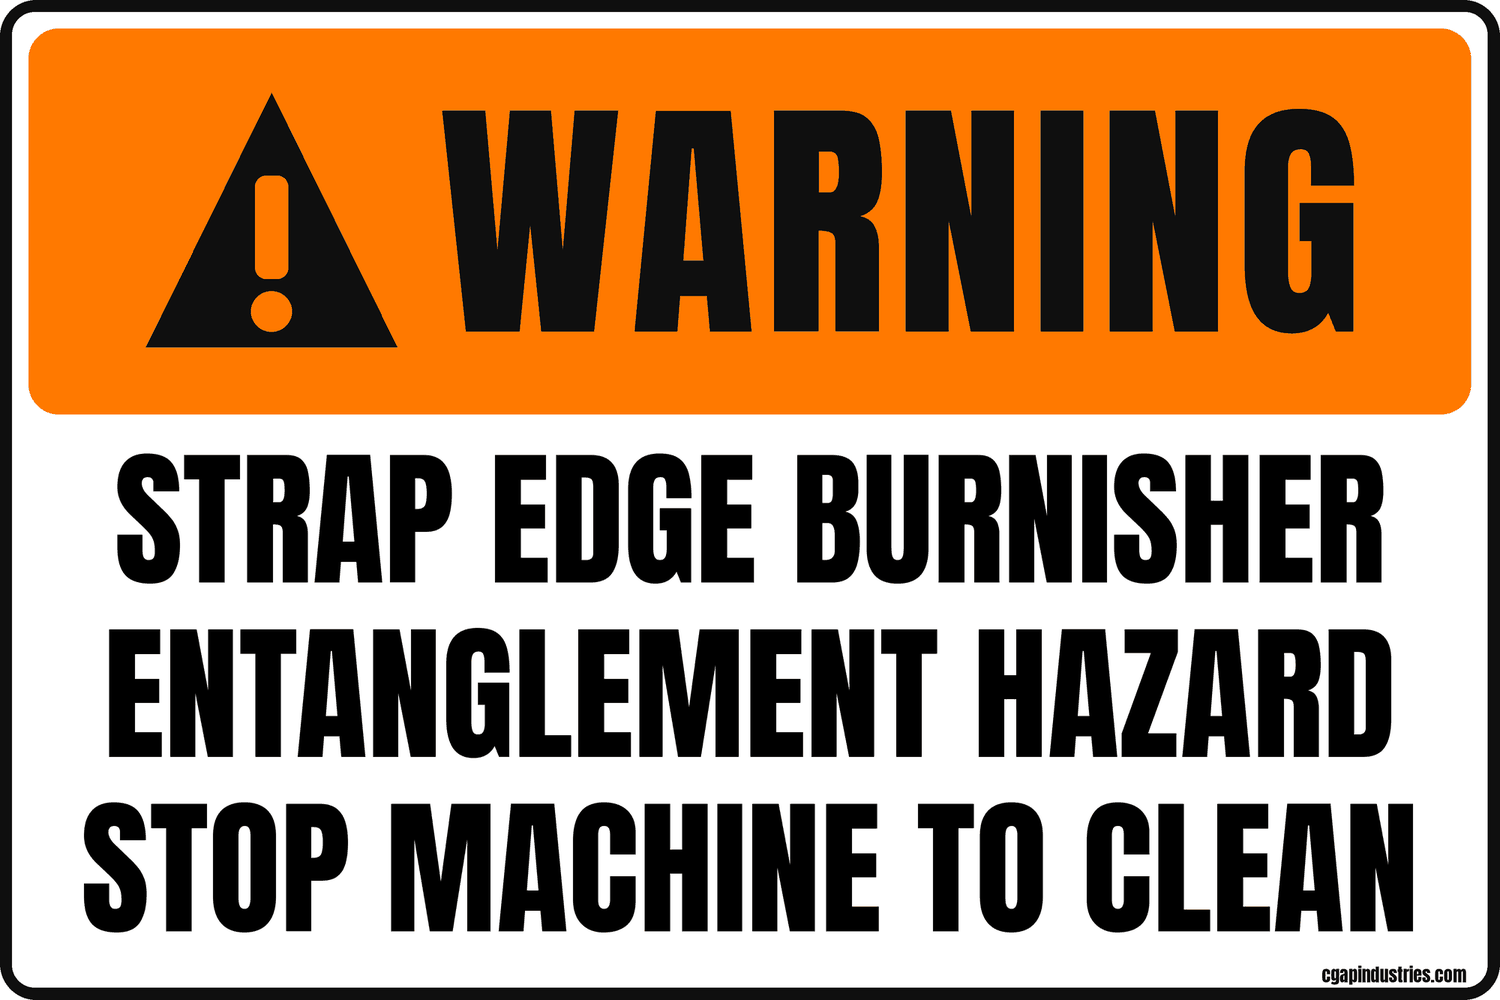 WARNING
STRAP EDGE BURNISHER
ENTANGLEMENT HAZARD
STOP MACHINE TO CLEAN
cgapindustries.com